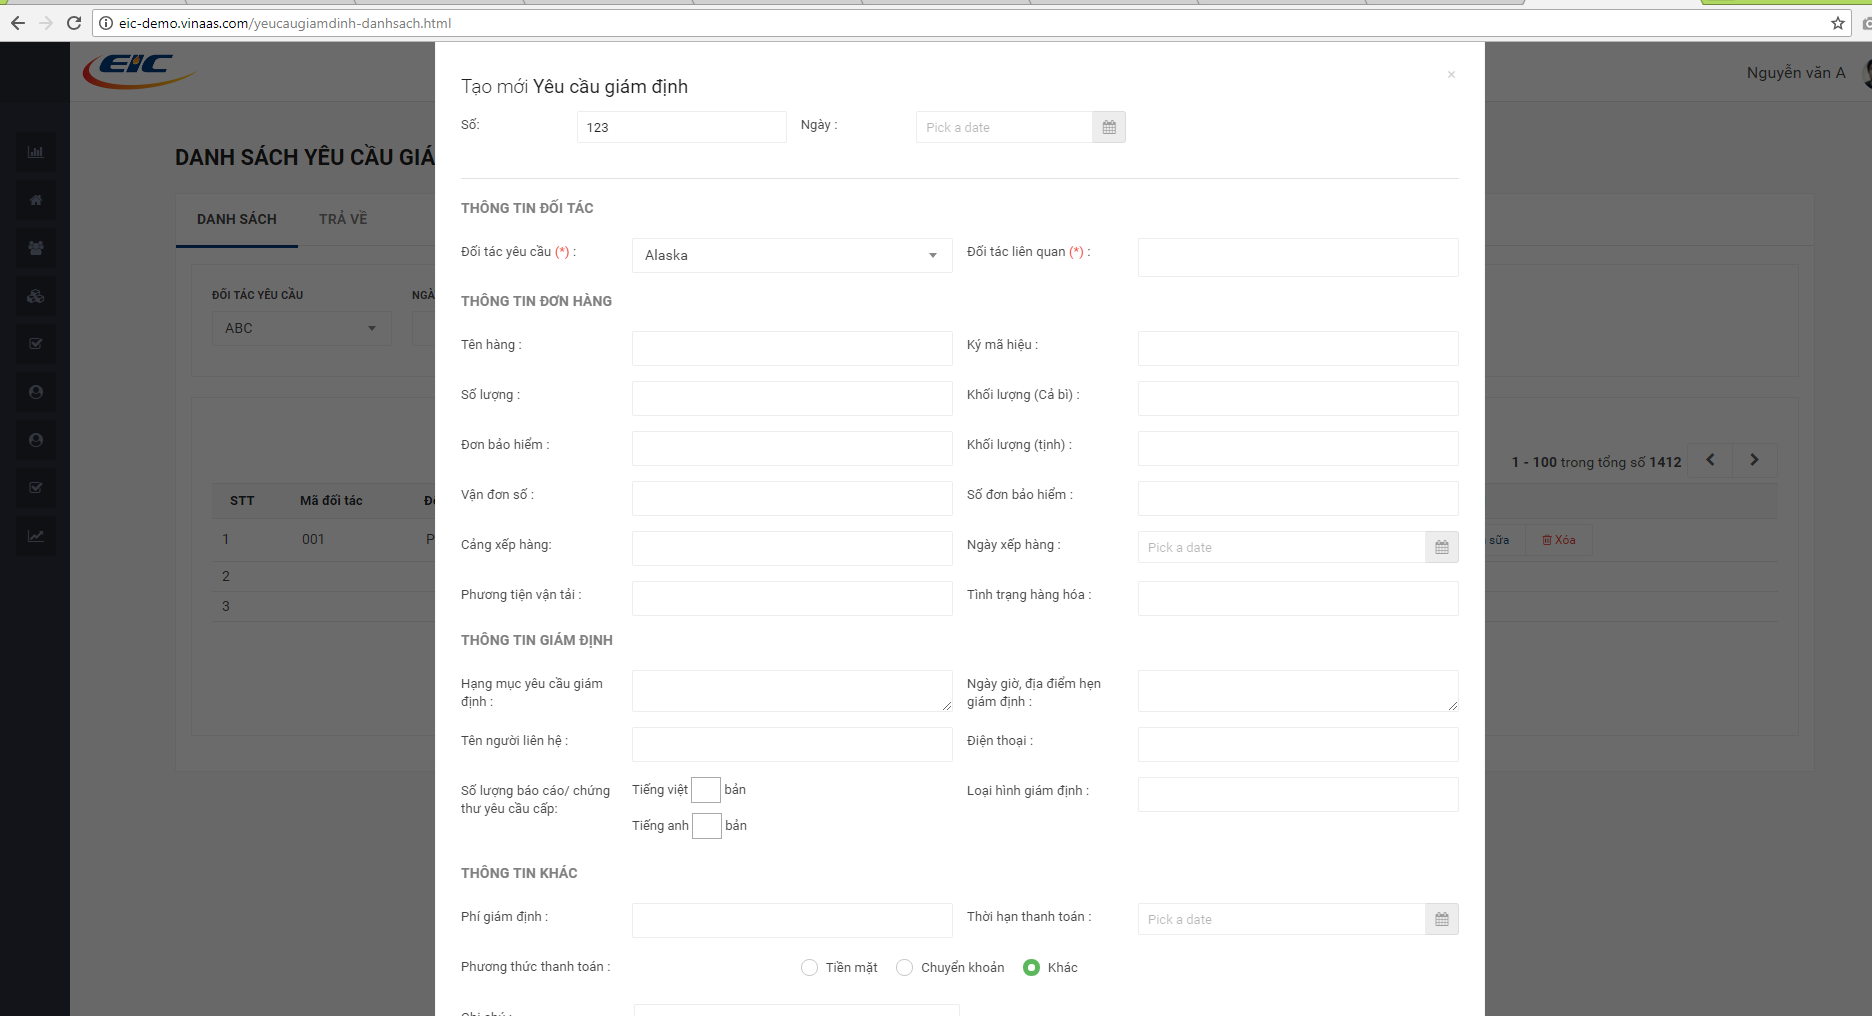 eic-demo.vinaas.com/yeucaugiamdinh-danhsach.html
EIC
Nguyễn văn A
DANH SÁCH YÊU CẦU GIÁ
DANH SÁCH
TRẢ VỀ
ĐỐI TÁC YÊU CẦU
NGÀ
ABC
1 - 100 trong tổng số 1412
STT Mã đối tác
1 001 P
sữa Xóa
2
3
Tạo mới Yêu cầu giám định
×
Số: 123 Ngày : Pick a date
THÔNG TIN ĐỐI TÁC
Đối tác yêu cầu (*) : Alaska Đối tác liên quan (*) :
THÔNG TIN ĐƠN HÀNG
Tên hàng : Ký mã hiệu :
Số lượng : Khối lượng (Cả bì) :
Đơn bảo hiểm : Khối lượng (tịnh) :
Vận đơn số : Số đơn bảo hiểm :
Cảng xếp hàng: Ngày xếp hàng : Pick a date
Phương tiện vận tải : Tình trạng hàng hóa :
THÔNG TIN GIÁM ĐỊNH
Hạng mục yêu cầu giám định : Ngày giờ, địa điểm hẹn giám định :
Tên người liên hệ : Điện thoại :
Số lượng báo cáo/ chứng thư yêu cầu cấp: Tiếng việt bản Loại hình giám định :
Tiếng anh bản
THÔNG TIN KHÁC
Phí giám định : Thời hạn thanh toán : Pick a date
Phương thức thanh toán : Tiền mặt Chuyển khoản Khác